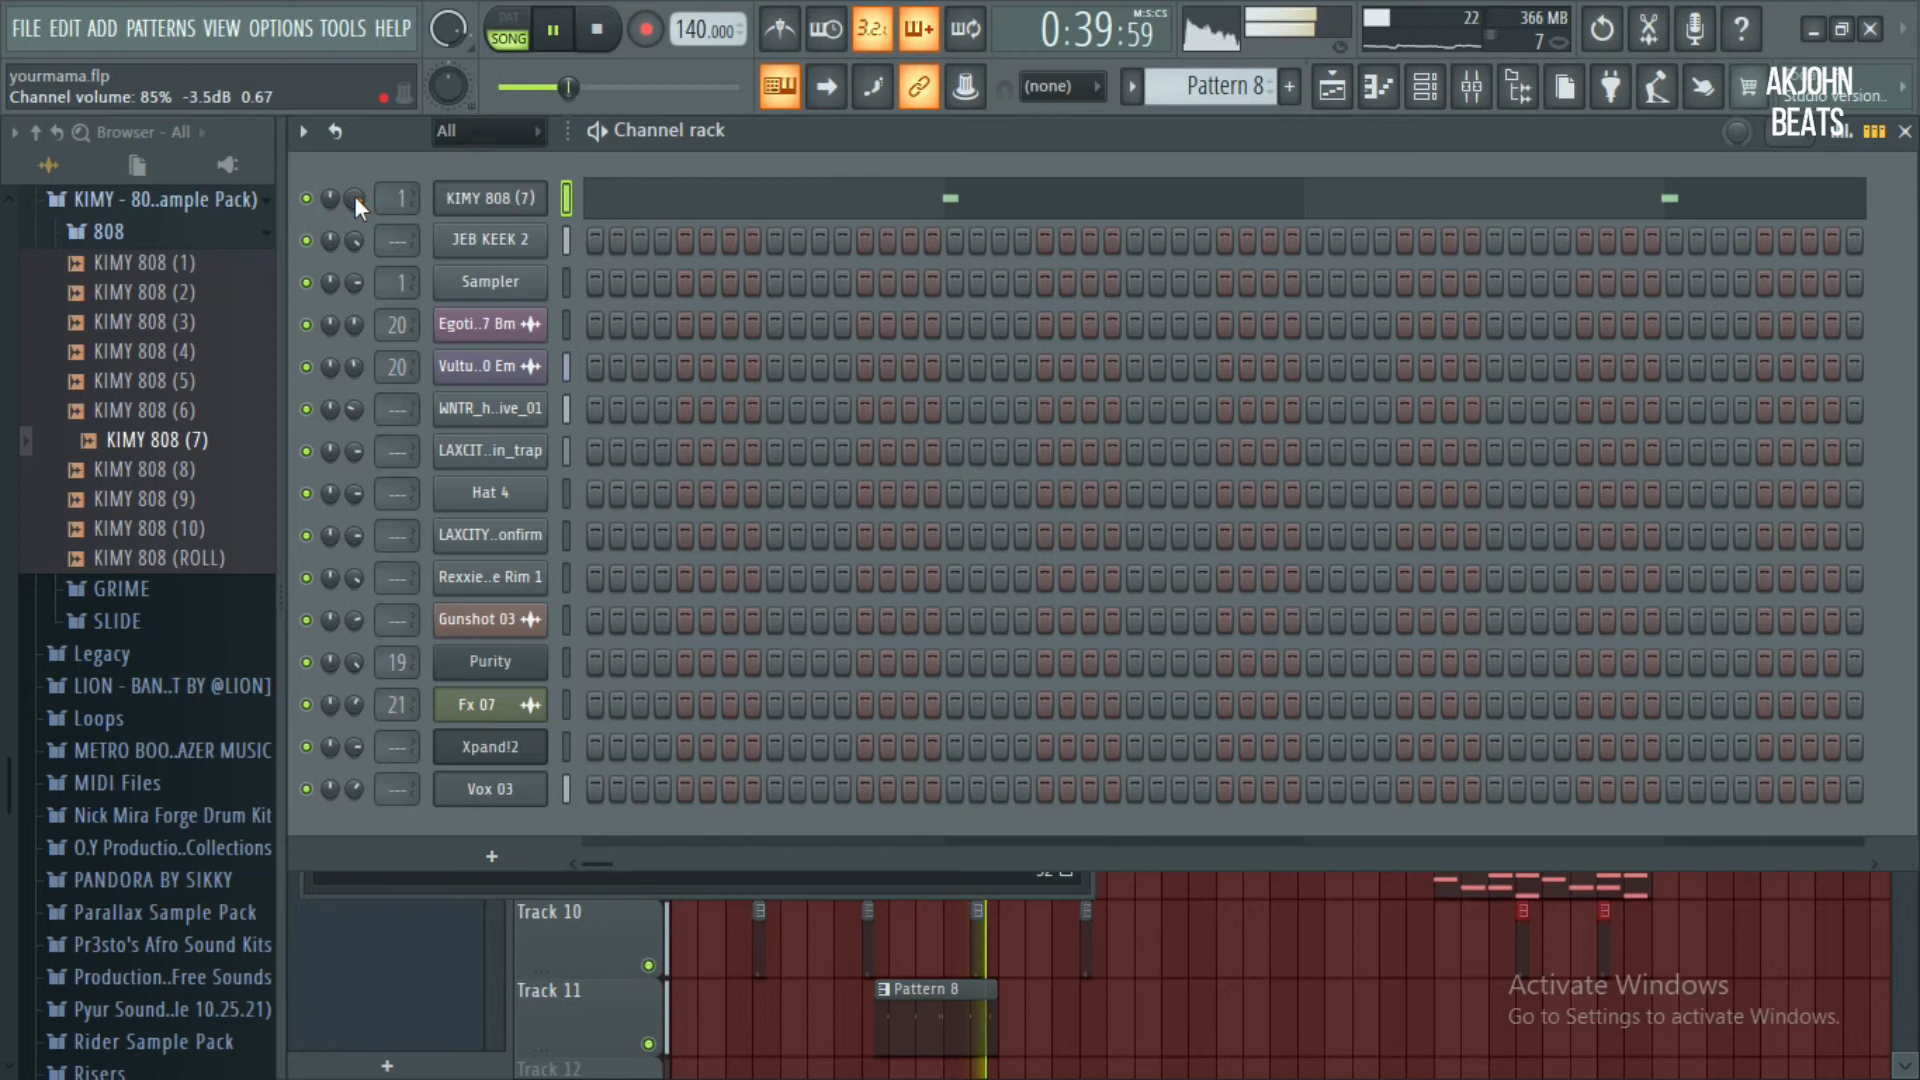 FILE EDIT ADD PATTERNS VIEW OPTIONS TOOLS HELP
PAT
SONG
140.000
3.2.
0:39:59
M:S:CS
22
366 MB
7
yourmama.flp
Channel volume: 85% -3.5dB 0.67
(none)
Pattern 8
+
Studio version..
AKJOHN
BEATS
Browser - All
All
Channel rack
KIMY - 80..ample Pack)
808
KIMY 808 (1)
KIMY 808 (2)
KIMY 808 (3)
KIMY 808 (4)
KIMY 808 (5)
KIMY 808 (6)
KIMY 808 (7)
KIMY 808 (8)
KIMY 808 (9)
KIMY 808 (10)
KIMY 808 (ROLL)
GRIME
SLIDE
Legacy
LION - BAN..T BY @LION]
Loops
METRO BOO..AZER MUSIC
MIDI Files
Nick Mira Forge Drum Kit
O.Y Productio..Collections
PANDORA BY SIKKY
Parallax Sample Pack
Pr3sto's Afro Sound Kits
Production..Free Sounds
Pyur Sound..le 10.25.21)
Rider Sample Pack
Risers
1 KIMY 808 (7)
--- JEB KEEK 2
1 Sampler
20 Egoti..7 Bm
20 Vultu..0 Em
--- WNTR_h..ive_01
--- LAXCIT..in_trap
--- Hat 4
--- LAXCITY..onfirm
--- Rexxie..e Rim 1
--- Gunshot 03
19 Purity
21 Fx 07
--- Xpand!2
--- Vox 03
+
Track 10
Track 11
Pattern 8
Track 12
+
Activate Windows
Go to Settings to activate Windows.